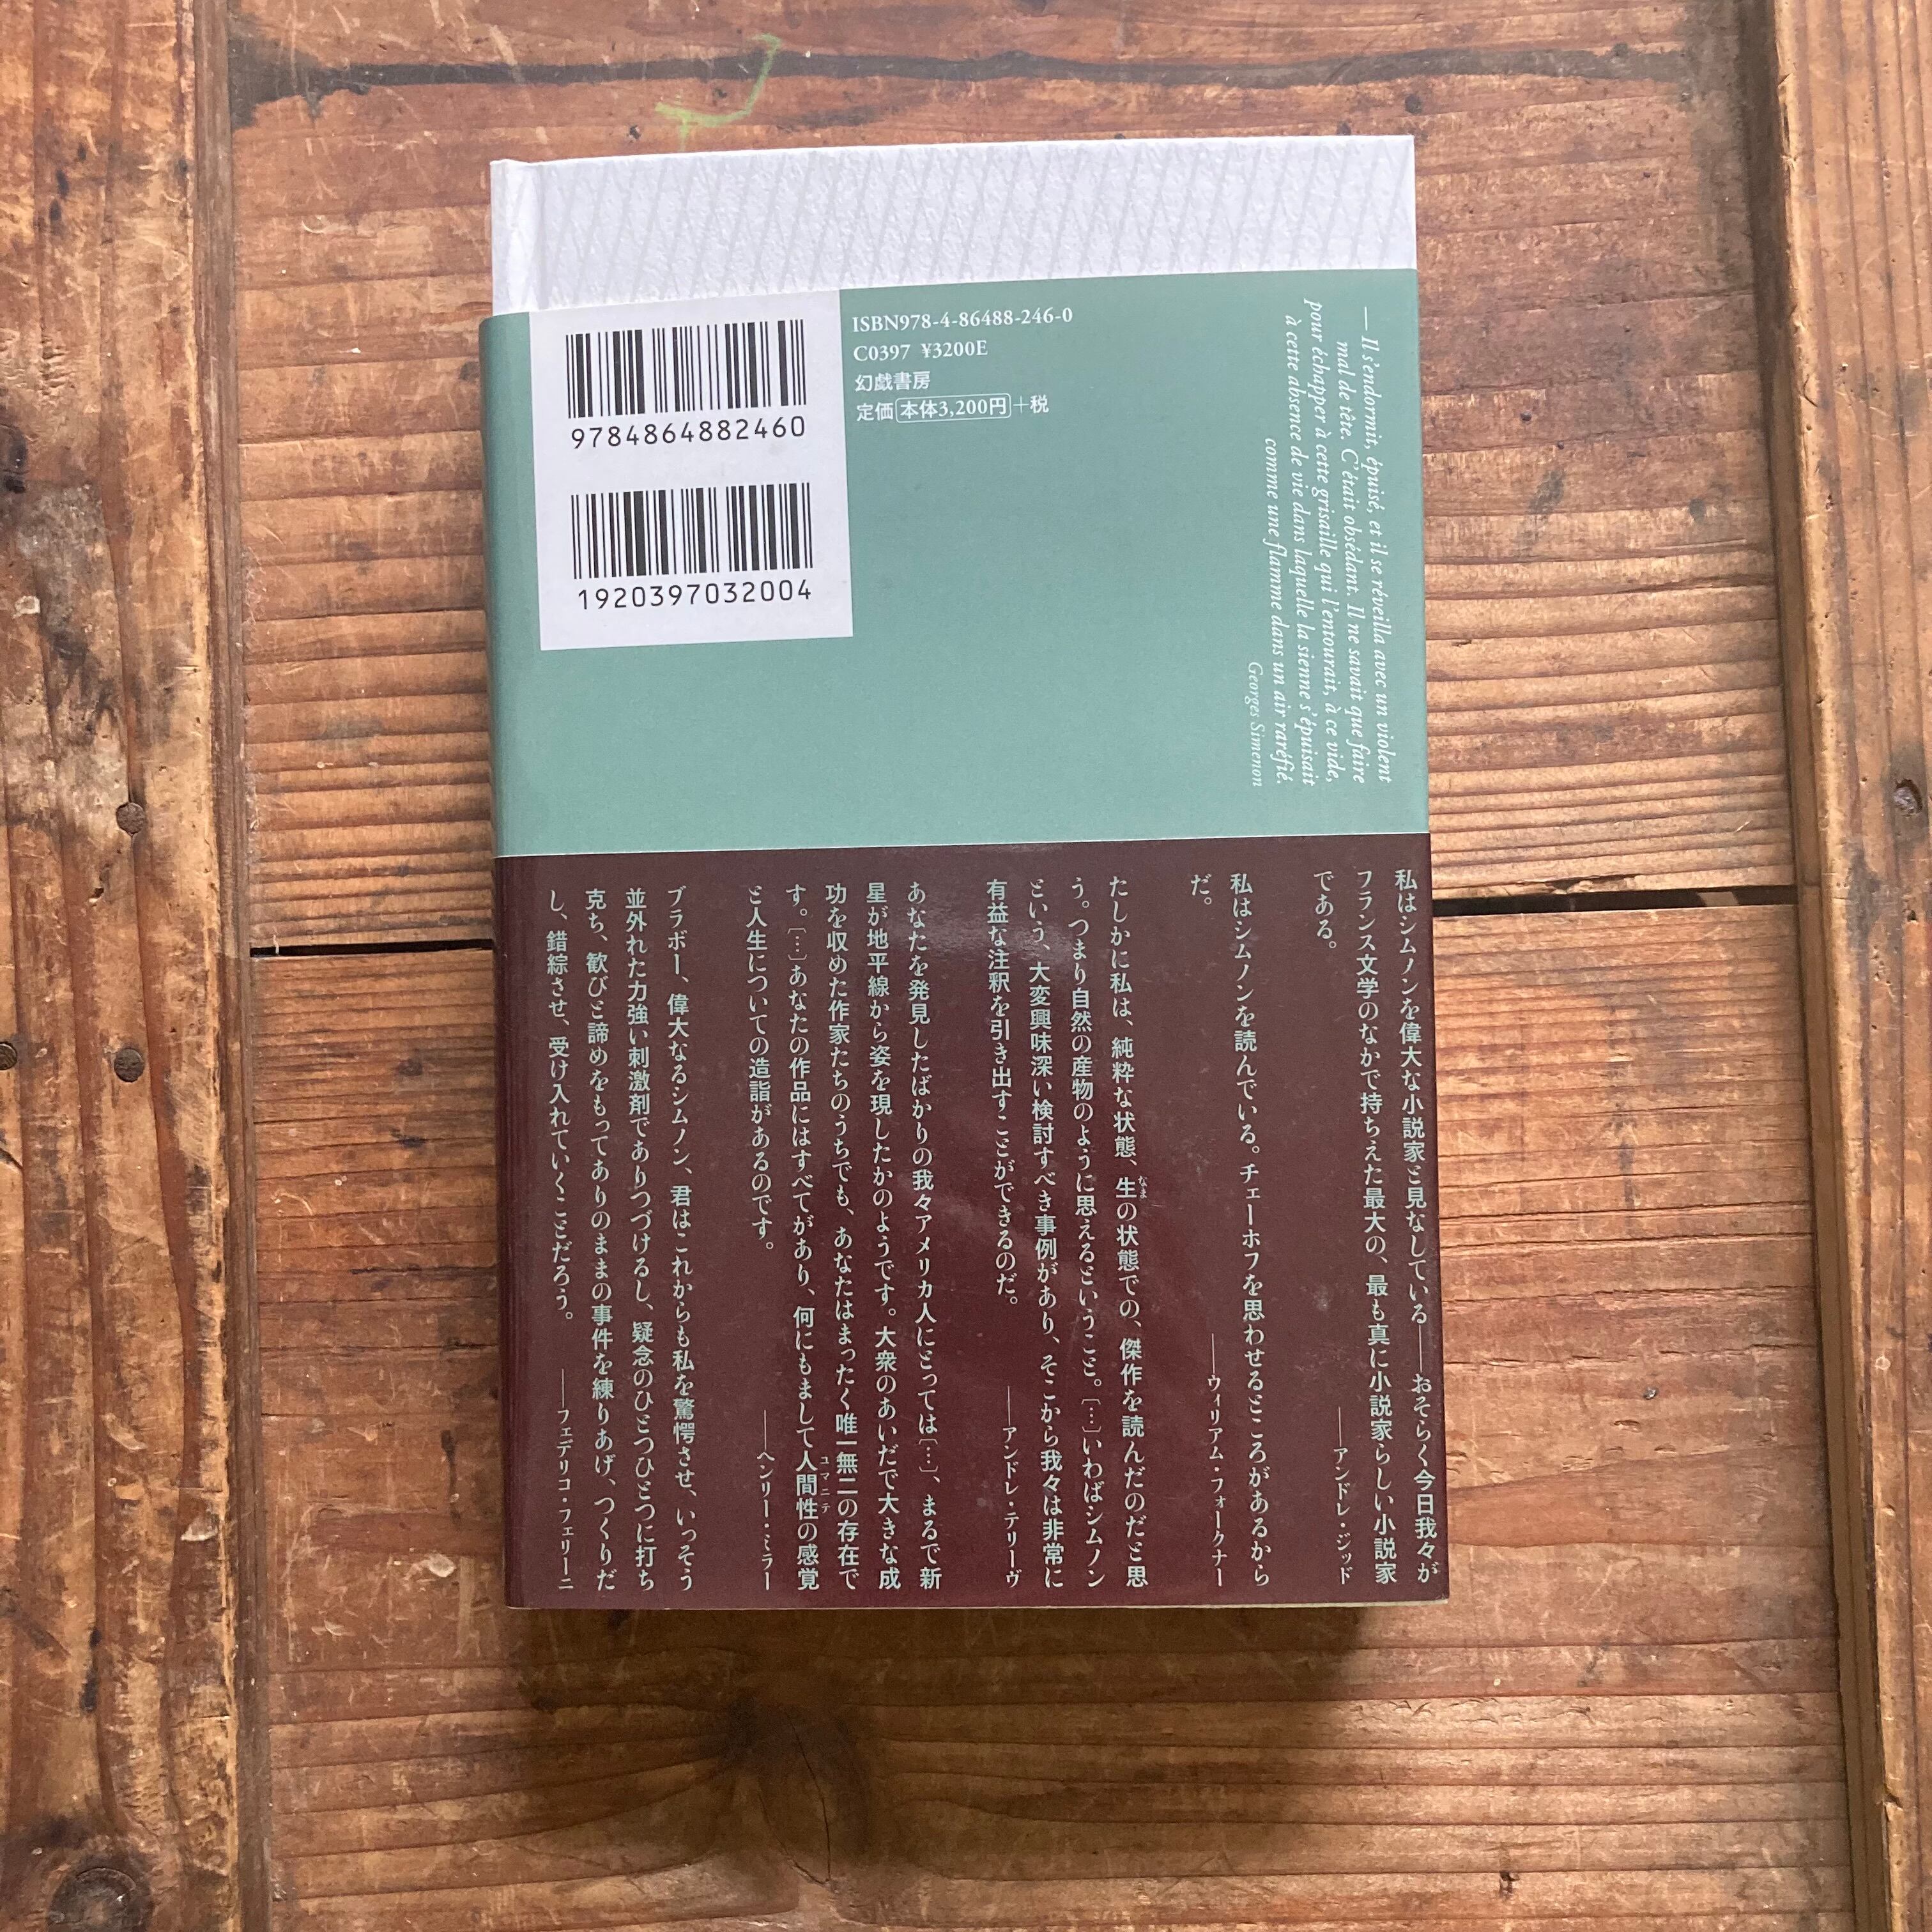 9784864882460
1920397032004
ISBN978-4-86488-246-0
C0397 ¥3200E
幻戯書房
定価 本体3,200円+税
— Il s'endormit, épuisé, et il se réveilla avec un violent
mal de tête. C'était obsédant. Il ne savait que faire
pour échapper à cette grisaille qui l'entourait, à ce vide,
à cette absence de vie dans laquelle la sienne s'épuisait
comme une flamme dans un air raréfié.
Georges Simenon
私はシムノンを偉大な小説家と見なしている——おそらく今日我々が
フランス文学のなかで持ちえた最大の、最も真に小説家らしい小説家
である。
——アンドレ・ジッド
私はシムノンを読んでいる。チェーホフを思わせるところがあるから
だ。
——ウィリアム・フォークナー
たしかに私は、純粋な状態、生なまの状態での、傑作を読んだのだと思
う。つまり自然の産物のように思えるということ。［…］いわばシムノン
という、大変興味深い検討すべき事例があり、そこから我々は非常に
有益な注釈を引き出すことができるのだ。
——アンドレ・テリーヴ
あなたを発見したばかりの我々アメリカ人にとっては［…］、まるで新
星が地平線から姿を現したかのようです。大衆のあいだで大きな成
功を収めた作家たちのうちでも、あなたはまったく唯一無二の存在で
す。［…］あなたの作品にはすべてがあり、何にもまして人間性ユマニテの感覚
と人生についての造詣があるのです。
——ヘンリー・ミラー
ブラボー、偉大なるシムノン、君はこれからも私を驚愕させ、いっそう
並外れた力強い刺激剤でありつづけるし、疑念のひとつひとつに打ち
克ち、歓びと諦めをもってありのままの事件を練りあげ、つくりだ
し、錯綜させ、受け入れていくことだろう。
——フェデリコ・フェリーニ